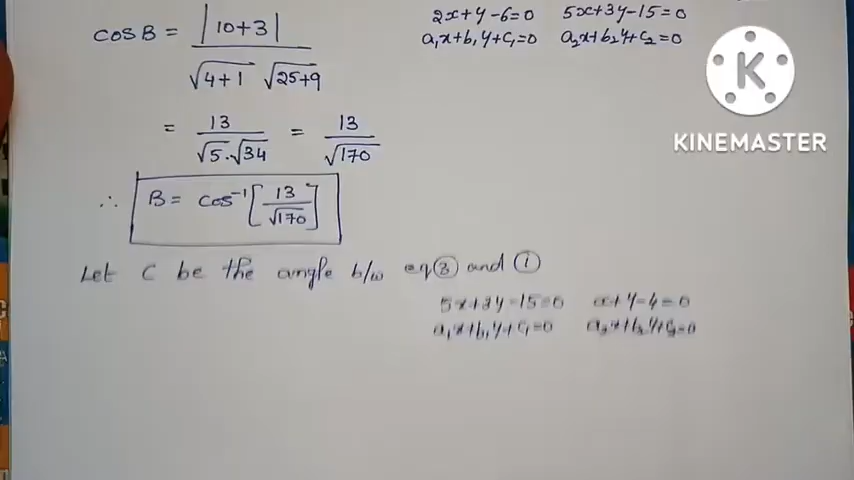 cos B = |10+3| / √4+1 √25+9
2x+y-6=0 5x+3y-15=0
a₁x+b₁y+c₁=0 a₂x+b₂y+c₂=0
= 13 / √5.√34 = 13 / √170
∴ B = cos⁻¹[13 / √170]
Let C be the angle b/w eq③ and ①
5x+3y-15=0 x+y-4=0
a₁x+b₁y+c₁=0 a₂x+b₂y+c₂=0
K
KINEMASTER